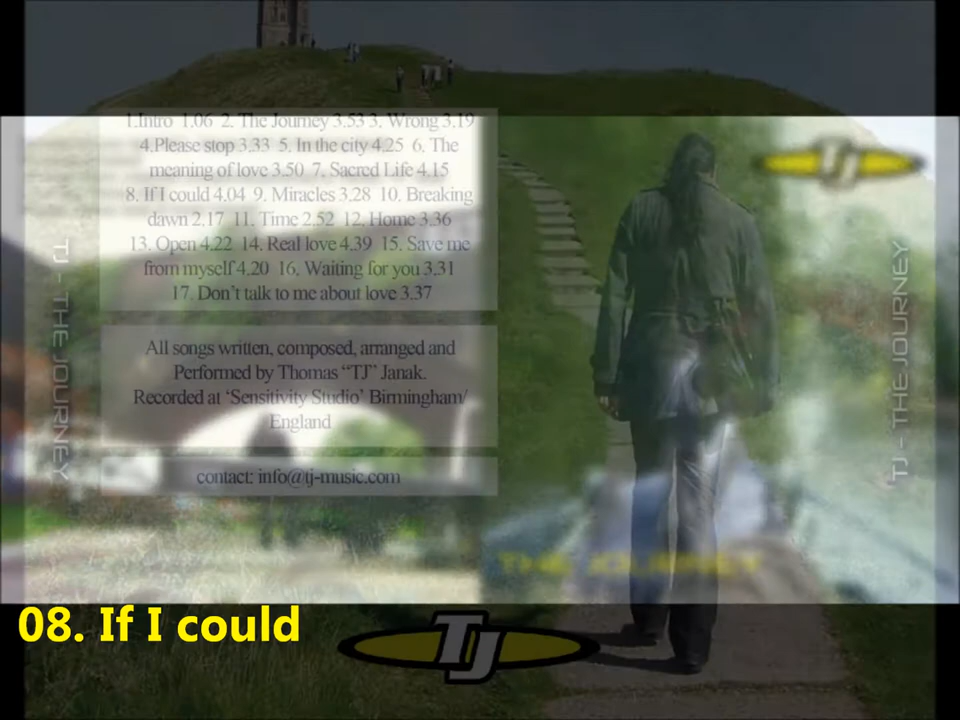 1.Intro 1.06 2. The Journey 3.53 3. Wrong 3.19
4.Please stop 3.33 5. In the city 4.25 6. The
meaning of love 3.50 7. Sacred Life 4.15
8. If I could 4.04 9. Miracles 3.28 10. Breaking
dawn 2.17 11. Time 2.52 12. Home 3.36
13. Open 4.22 14. Real love 4.39 15. Save me
from myself 4.20 16. Waiting for you 3.31
17. Don't talk to me about love 3.37
All songs written, composed, arranged and
Performed by Thomas “TJ” Janak.
Recorded at ‘Sensitivity Studio’ Birmingham/
England
contact: info@tj-music.com
TJ - THE JOURNEY
TJ
TJ - THE JOURNEY
THE JOURNEY
08. If I could
TJ